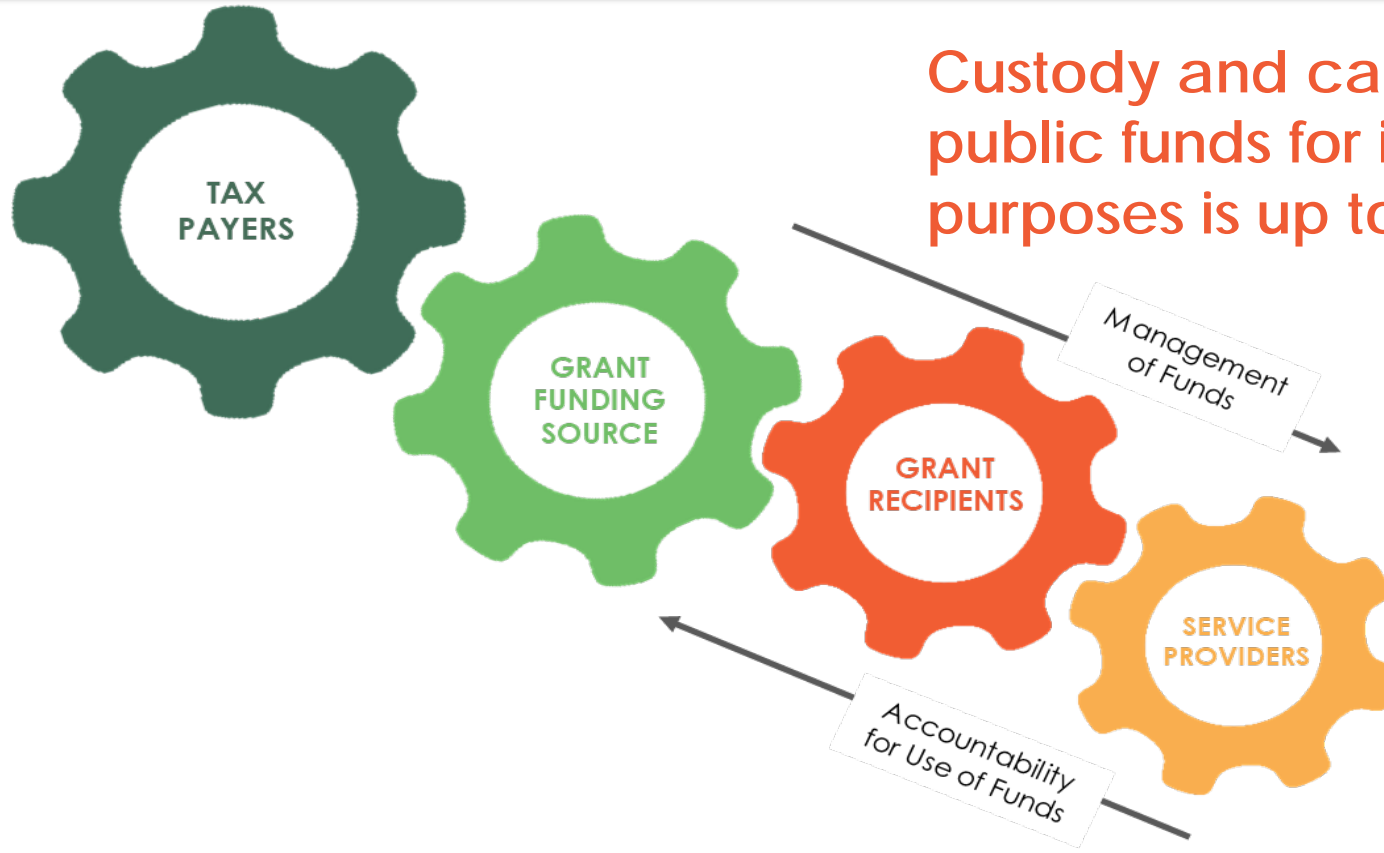 Custody and ca
public funds for i
purposes is up to
TAX
PAYERS
GRANT
FUNDING
SOURCE
Management
of Funds
GRANT
RECIPIENTS
SERVICE
PROVIDERS
Accountability
for Use of Funds